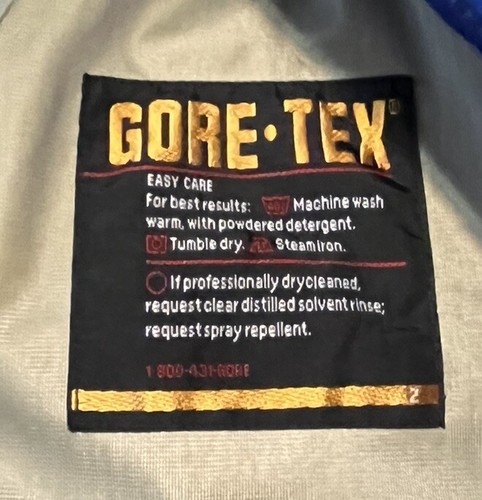 GORE·TEX®
EASY CARE
For best results: Machine wash
warm, with powdered detergent.
Tumble dry. Steam iron.
If professionally drycleaned,
request clear distilled solvent rinse;
request spray repellent.
1-800-431-GORE
2